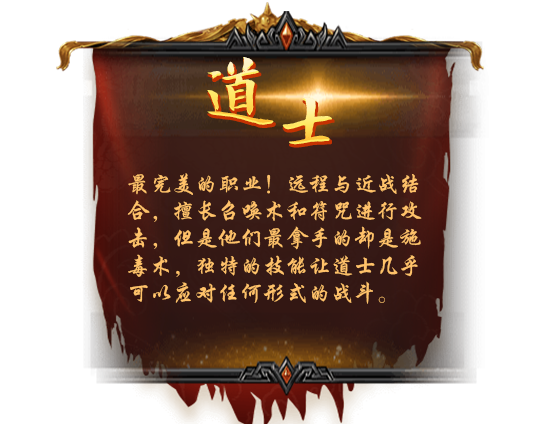 道士
最完美的职业！远程与近战结
合，擅长召唤术和符咒进行攻
击，但是他们最拿手的却是施
毒术，独特的技能让道士几乎
可以应对任何形式的战斗。